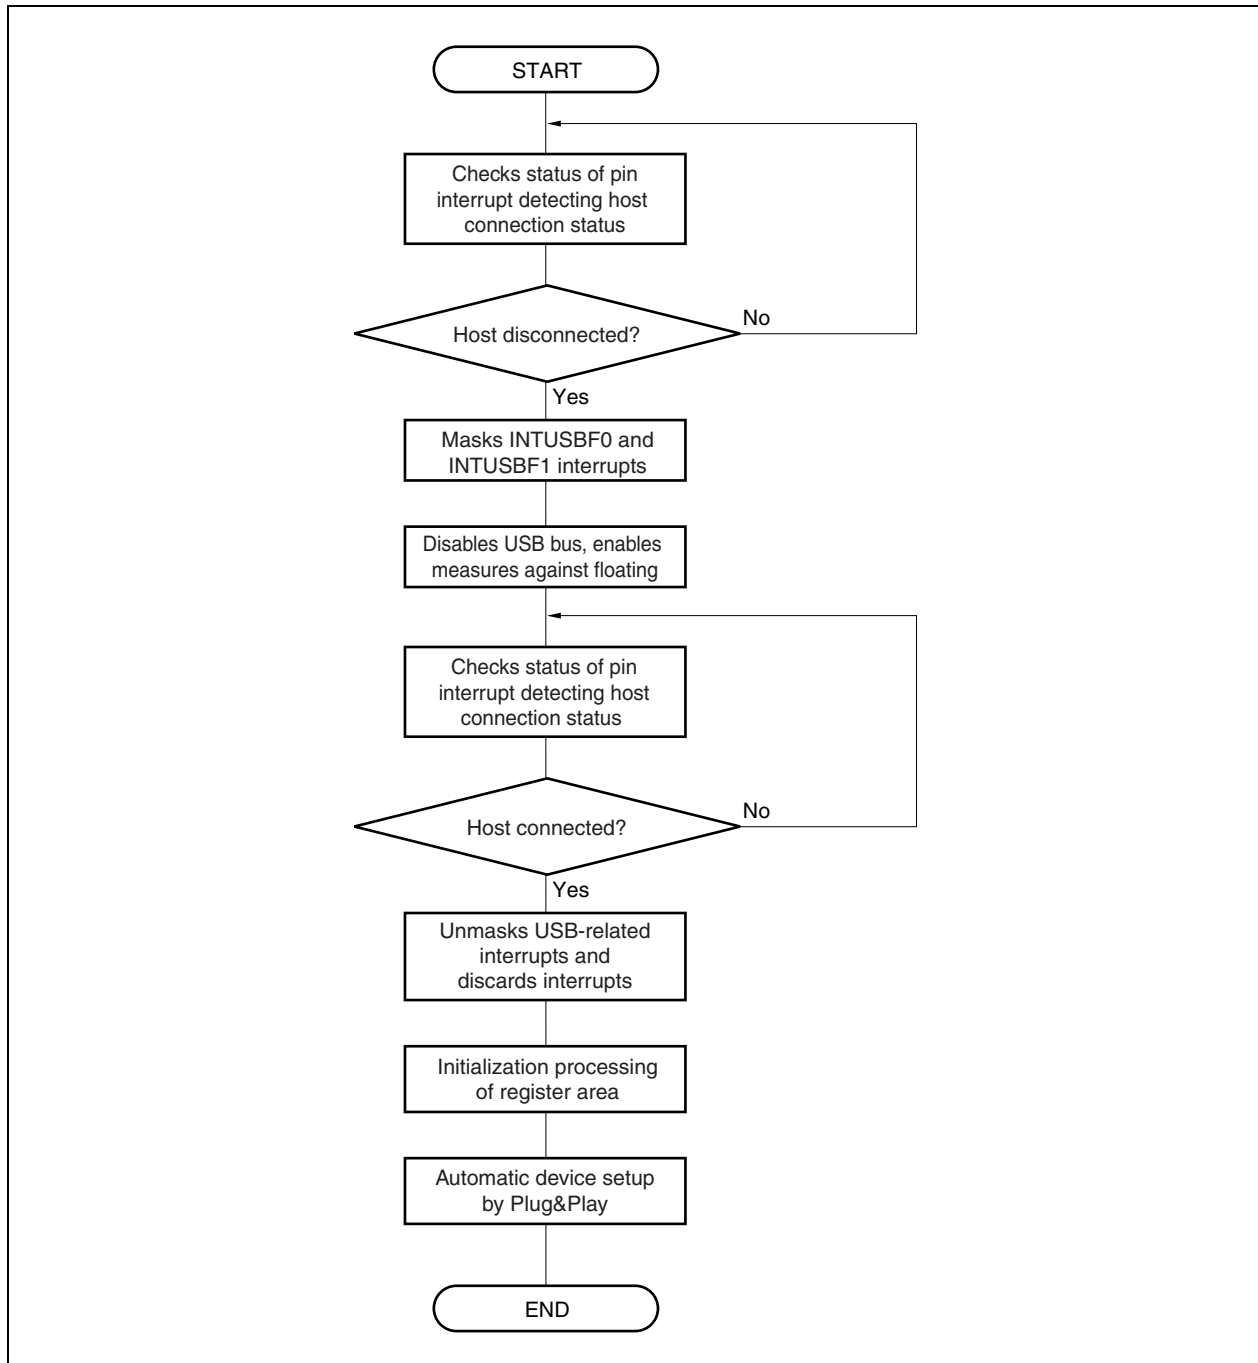 START
Checks status of pin
interrupt detecting host
connection status
Host disconnected?
No
Yes
Masks INTUSBF0 and
INTUSBF1 interrupts
Disables USB bus, enables
measures against floating
Checks status of pin
interrupt detecting host
connection status
Host connected?
No
Yes
Unmasks USB-related
interrupts and
discards interrupts
Initialization processing
of register area
Automatic device setup
by Plug&Play
END